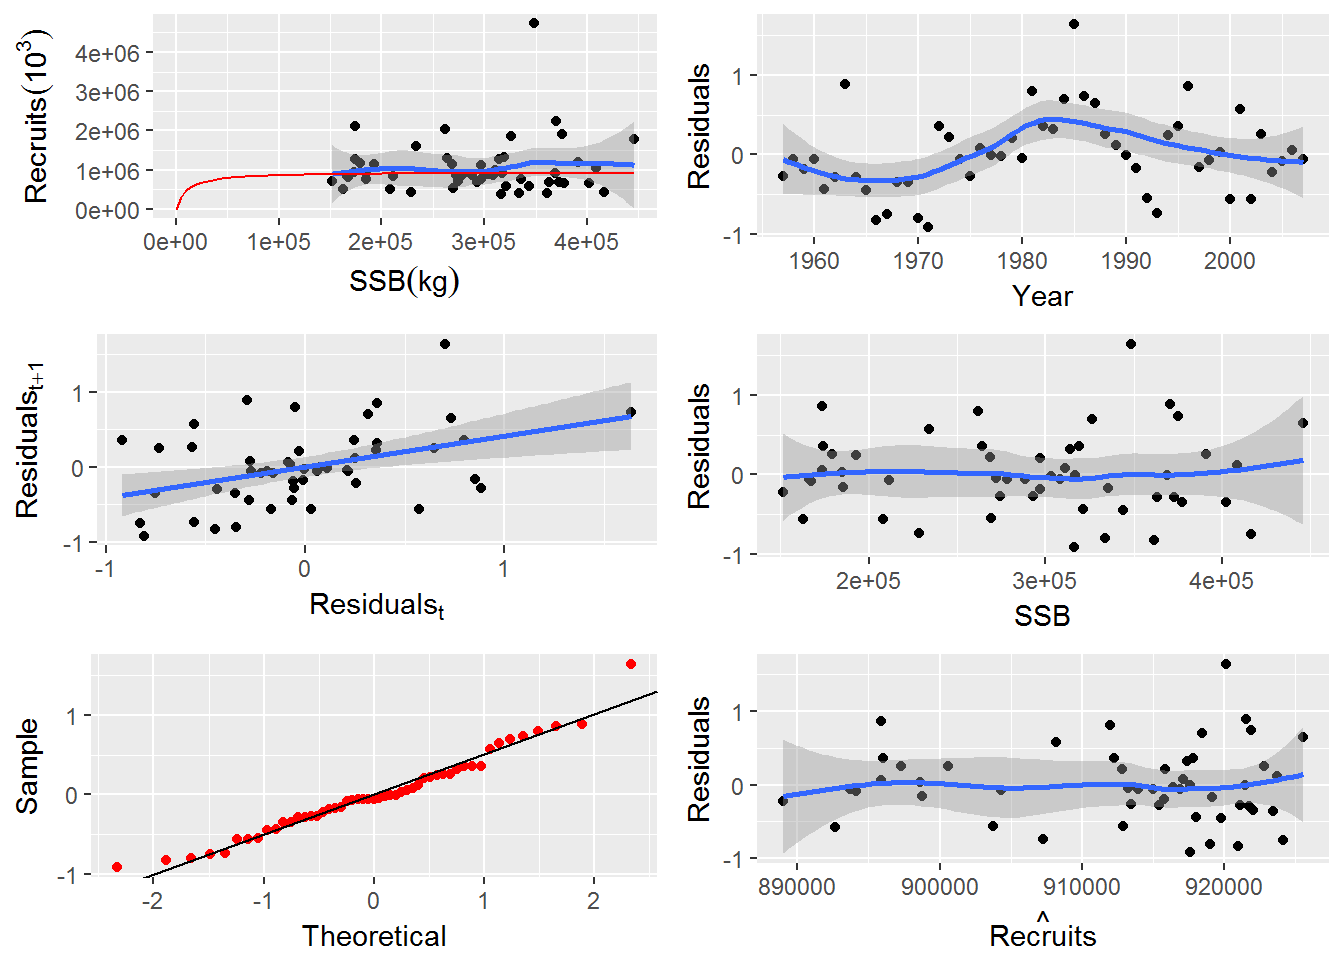 Recruits(10³)
4e+06
3e+06
2e+06
1e+06
0e+00
0e+00 1e+05 2e+05 3e+05 4e+05
SSB(kg)
Residuals
1
0
-1
1960 1970 1980 1990 2000
Year
Residualsₜ₊₁
1
0
-1
-1 0 1
Residualsₜ
Residuals
1
0
-1
2e+05 3e+05 4e+05
SSB
Sample
1
0
-1
-2 -1 0 1 2
Theoretical
Residuals
1
0
-1
890000 900000 910000 920000
^
Recruits